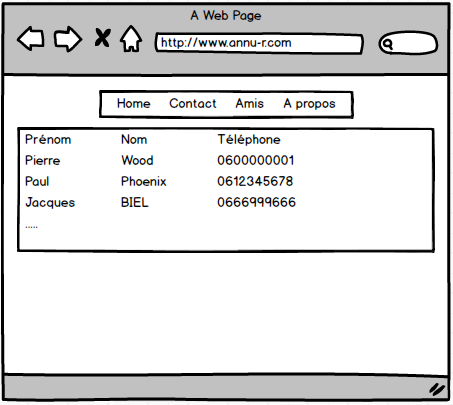 A Web Page
http://www.annu-r.com
Home Contact Amis A propos
Prénom Nom Téléphone
Pierre Wood 0600000001
Paul Phoenix 0612345678
Jacques BIEL 0666999666
.....